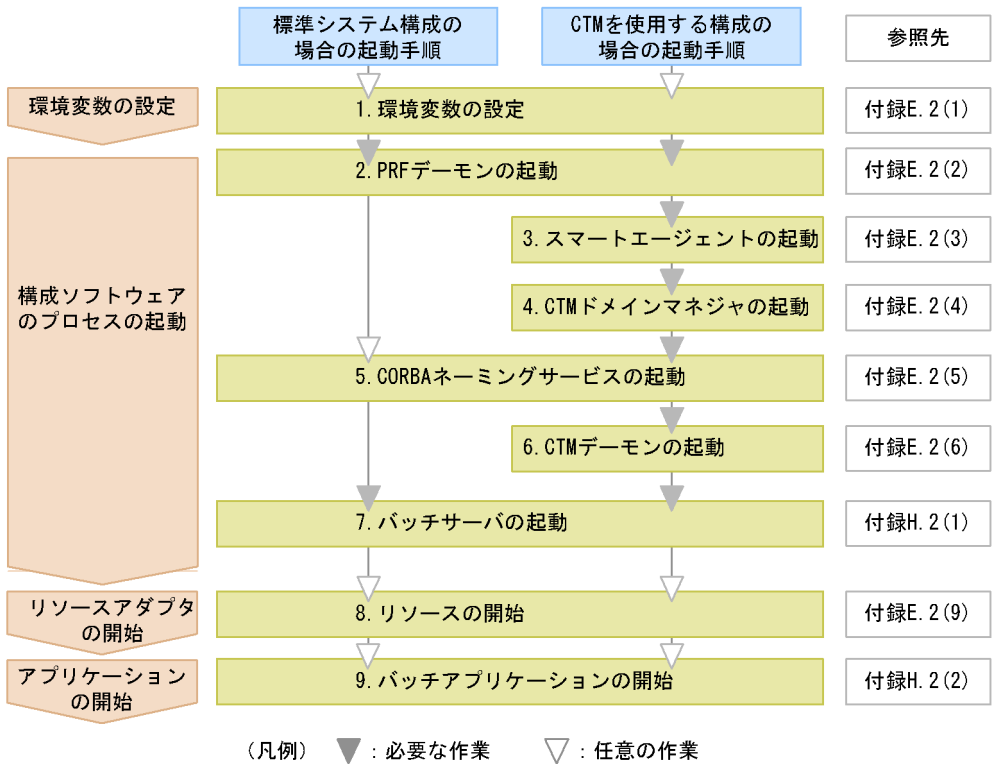 標準システム構成の
場合の起動手順
CTMを使用する構成の
場合の起動手順
参照先
環境変数の設定
1.環境変数の設定
付録E.2(1)
2.PRFデーモンの起動
付録E.2(2)
3.スマートエージェントの起動
付録E.2(3)
構成ソフトウェア
のプロセスの起動
4.CTMドメインマネジャの起動
付録E.2(4)
5.CORBAネーミングサービスの起動
付録E.2(5)
6.CTMデーモンの起動
付録E.2(6)
7.バッチサーバの起動
付録H.2(1)
リソースアダプタ
の開始
8.リソースの開始
付録E.2(9)
アプリケーション
の開始
9.バッチアプリケーションの開始
付録H.2(2)
(凡例) ▼:必要な作業 ▽:任意の作業